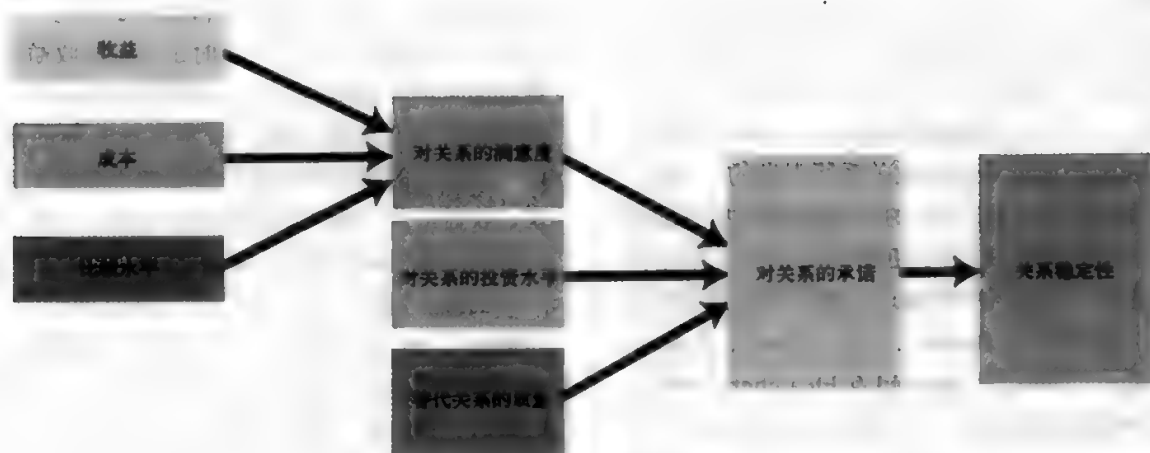 收益
成本
比较水平
对关系的满意度
对关系的投资水平
替代关系的质量
对关系的承诺
关系稳定性